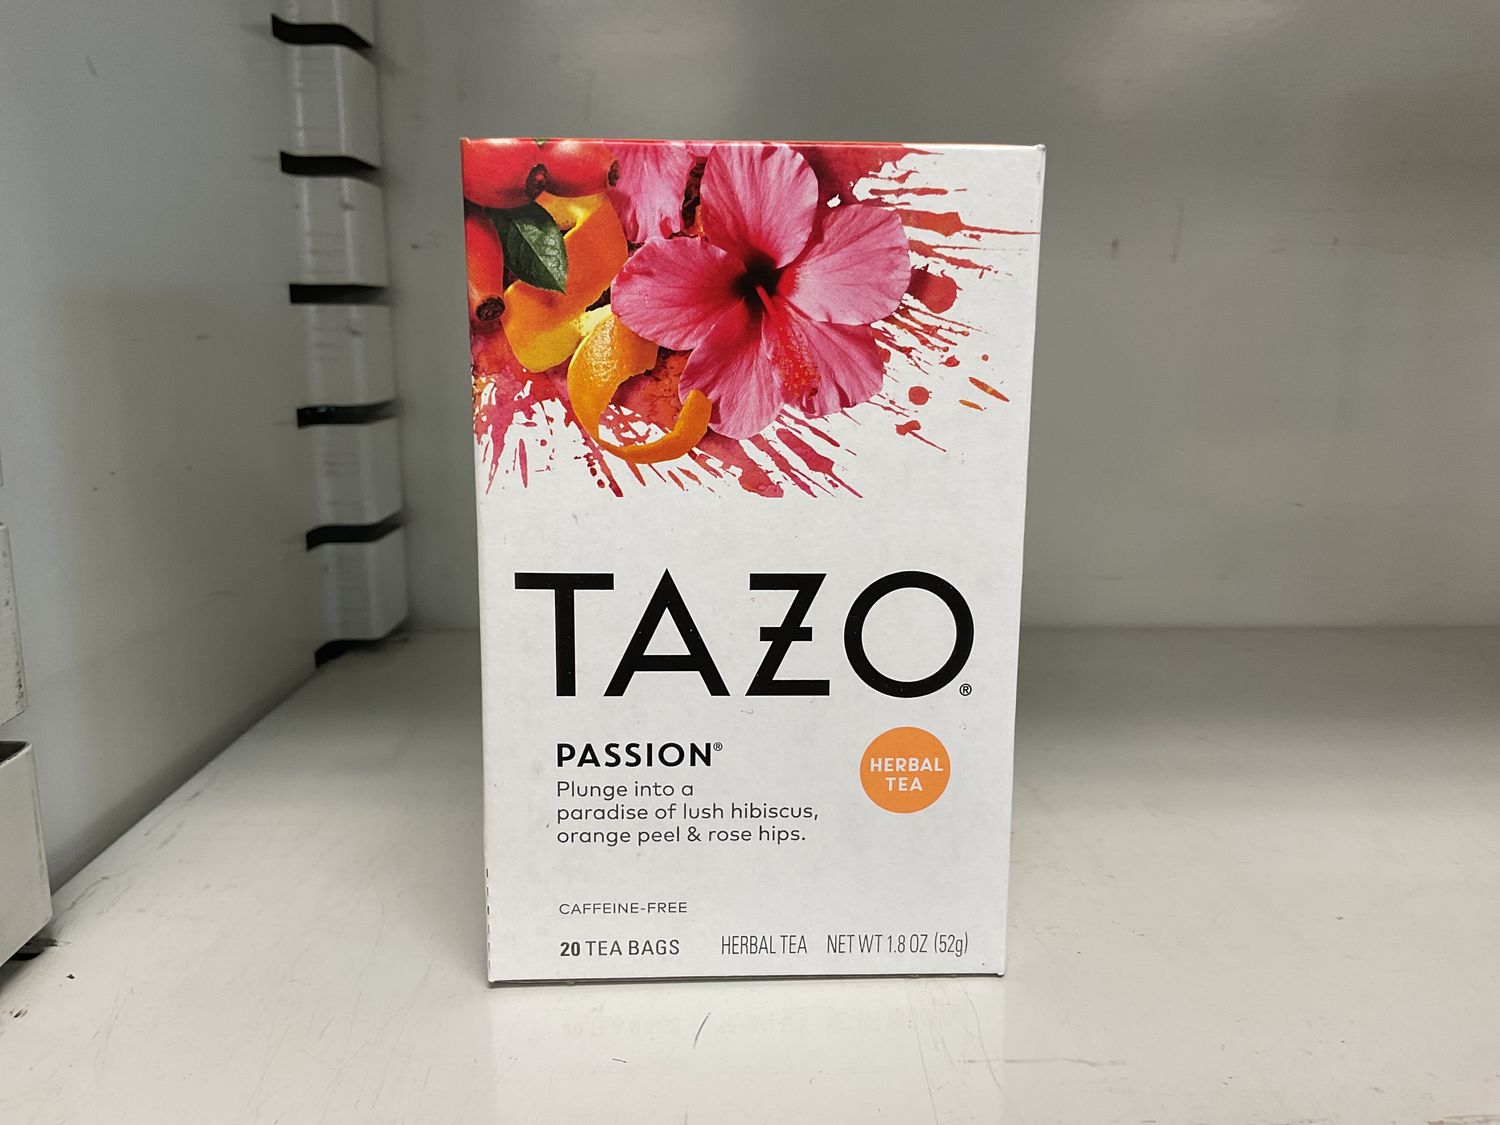 TAZO®
PASSION®
Plunge into a
paradise of lush hibiscus,
orange peel & rose hips.
HERBAL
TEA
CAFFEINE-FREE
20 TEA BAGS HERBAL TEA NET WT 1.8 OZ (52g)